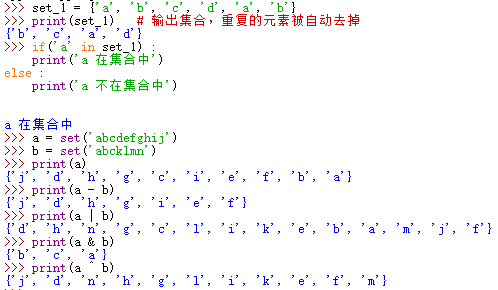 >>> set_1 = {'a', 'b', 'c', 'd', 'a', 'b'}
>>> print(set_1)   # 输出集合，重复的元素被自动去掉
{'b', 'c', 'a', 'd'}
>>> if('a' in set_1) :
    print('a 在集合中')
else :
    print('a 不在集合中')
a 在集合中
>>> a = set('abcdefghij')
>>> b = set('abcklmn')
>>> print(a)
{'j', 'd', 'h', 'g', 'c', 'i', 'e', 'f', 'b', 'a'}
>>> print(a - b)
{'j', 'd', 'h', 'g', 'i', 'e', 'f'}
>>> print(a | b)
{'d', 'h', 'n', 'g', 'c', 'l', 'i', 'k', 'e', 'b', 'a', 'm', 'j', 'f'}
>>> print(a & b)
{'b', 'c', 'a'}
>>> print(a ^ b)
{'j', 'd', 'n', 'h', 'g', 'l', 'i', 'k', 'e', 'f', 'm'}